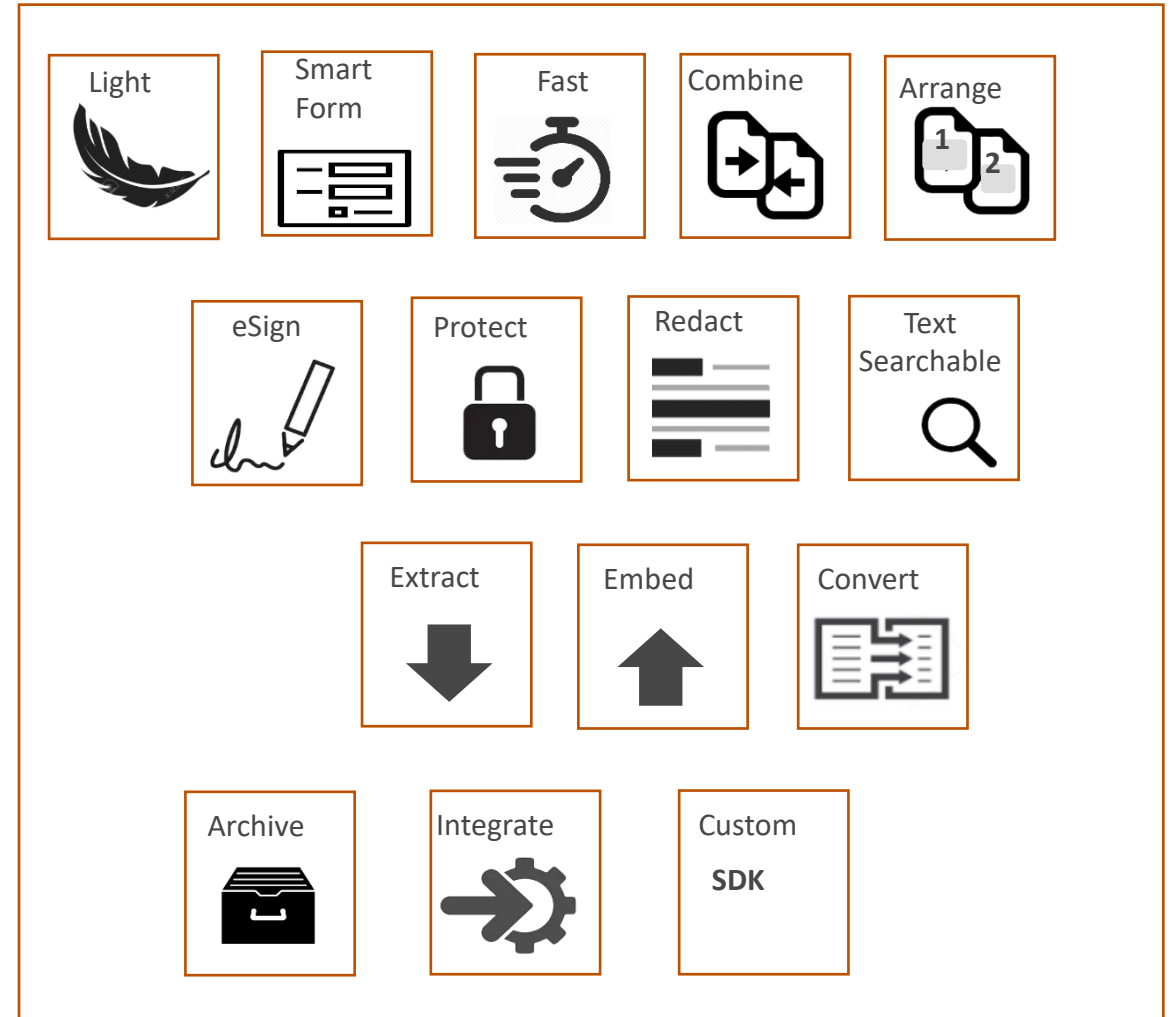 Light
Smart
Form
Fast
Combine
Arrange
1
2
eSign
Protect
Redact
Text
Searchable
Extract
Embed
Convert
Archive
Integrate
Custom
SDK